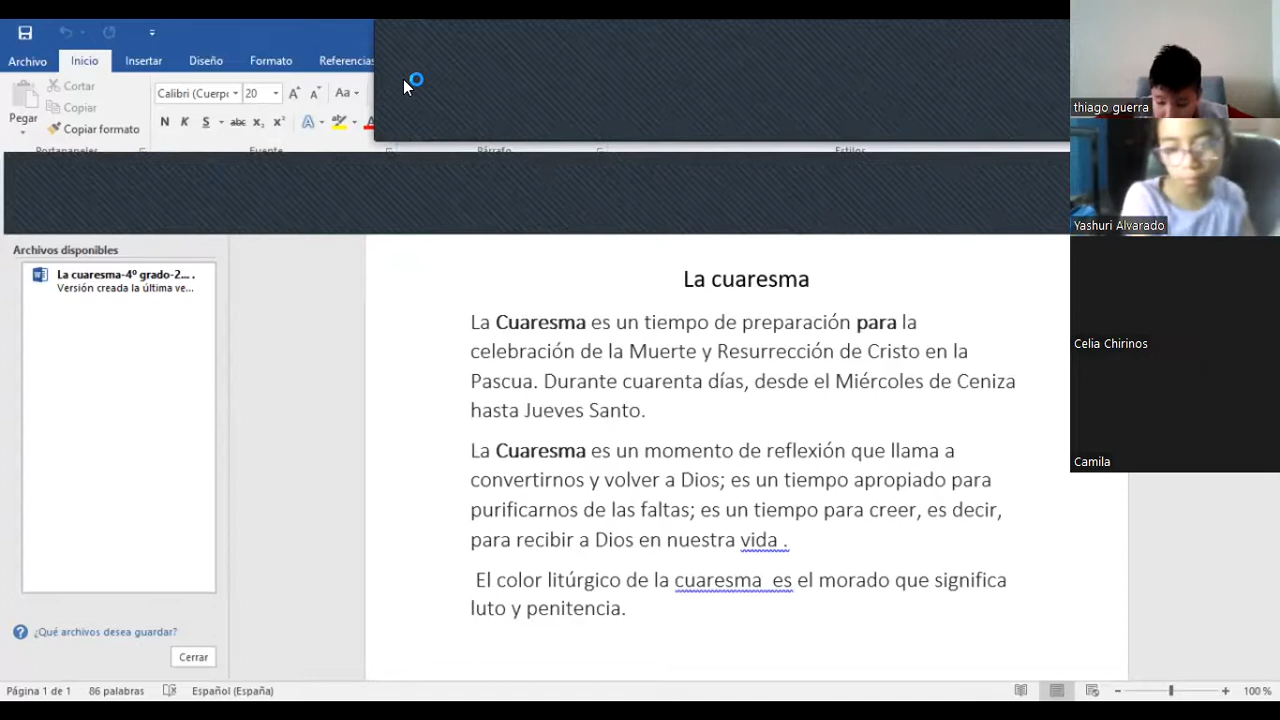 Archivo Inicio Insertar Diseño Formato Referencias
Pegar
Cortar
Copiar
Copiar formato
Calibri (Cuerp 20 Aa
N K S abc x₂ x² A
Portapapeles Fuente Párrafo Estilos
Archivos disponibles
La cuaresma-4º grado-2... .
Versión creada la última ve...
¿Qué archivos desea guardar?
Cerrar
La cuaresma
La Cuaresma es un tiempo de preparación para la
celebración de la Muerte y Resurrección de Cristo en la
Pascua. Durante cuarenta días, desde el Miércoles de Ceniza
hasta Jueves Santo.
La Cuaresma es un momento de reflexión que llama a
convertirnos y volver a Dios; es un tiempo apropiado para
purificarnos de las faltas; es un tiempo para creer, es decir,
para recibir a Dios en nuestra vida .
El color litúrgico de la cuaresma  es el morado que significa
luto y penitencia.
thiago guerra
Yashuri Alvarado
Celia Chirinos
Camila
Página 1 de 1 86 palabras Español (España) 100 %